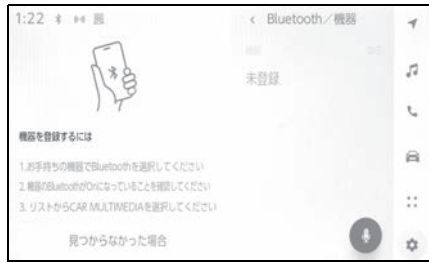 1:22
< Bluetooth／機器
未登録
機器を登録するには
1.お手持ちの機器でBluetoothを選択してください
2.機器のBluetoothがOnになっていることを確認してください
3. リストからCAR MULTIMEDIAを選択してください
見つからなかった場合